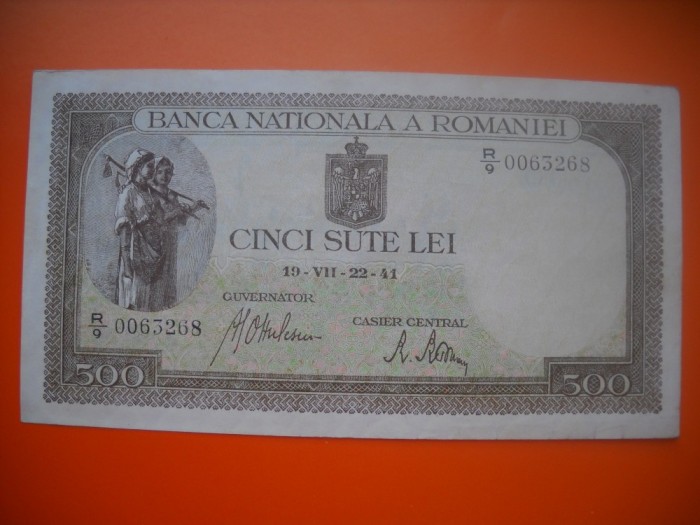 BANCA NATIONALA A ROMANIEI
R/9 0063268
CINCI SUTE LEI
19-VII-22-41
GUVERNATOR
CASIER CENTRAL
R/9 0063268
500
500